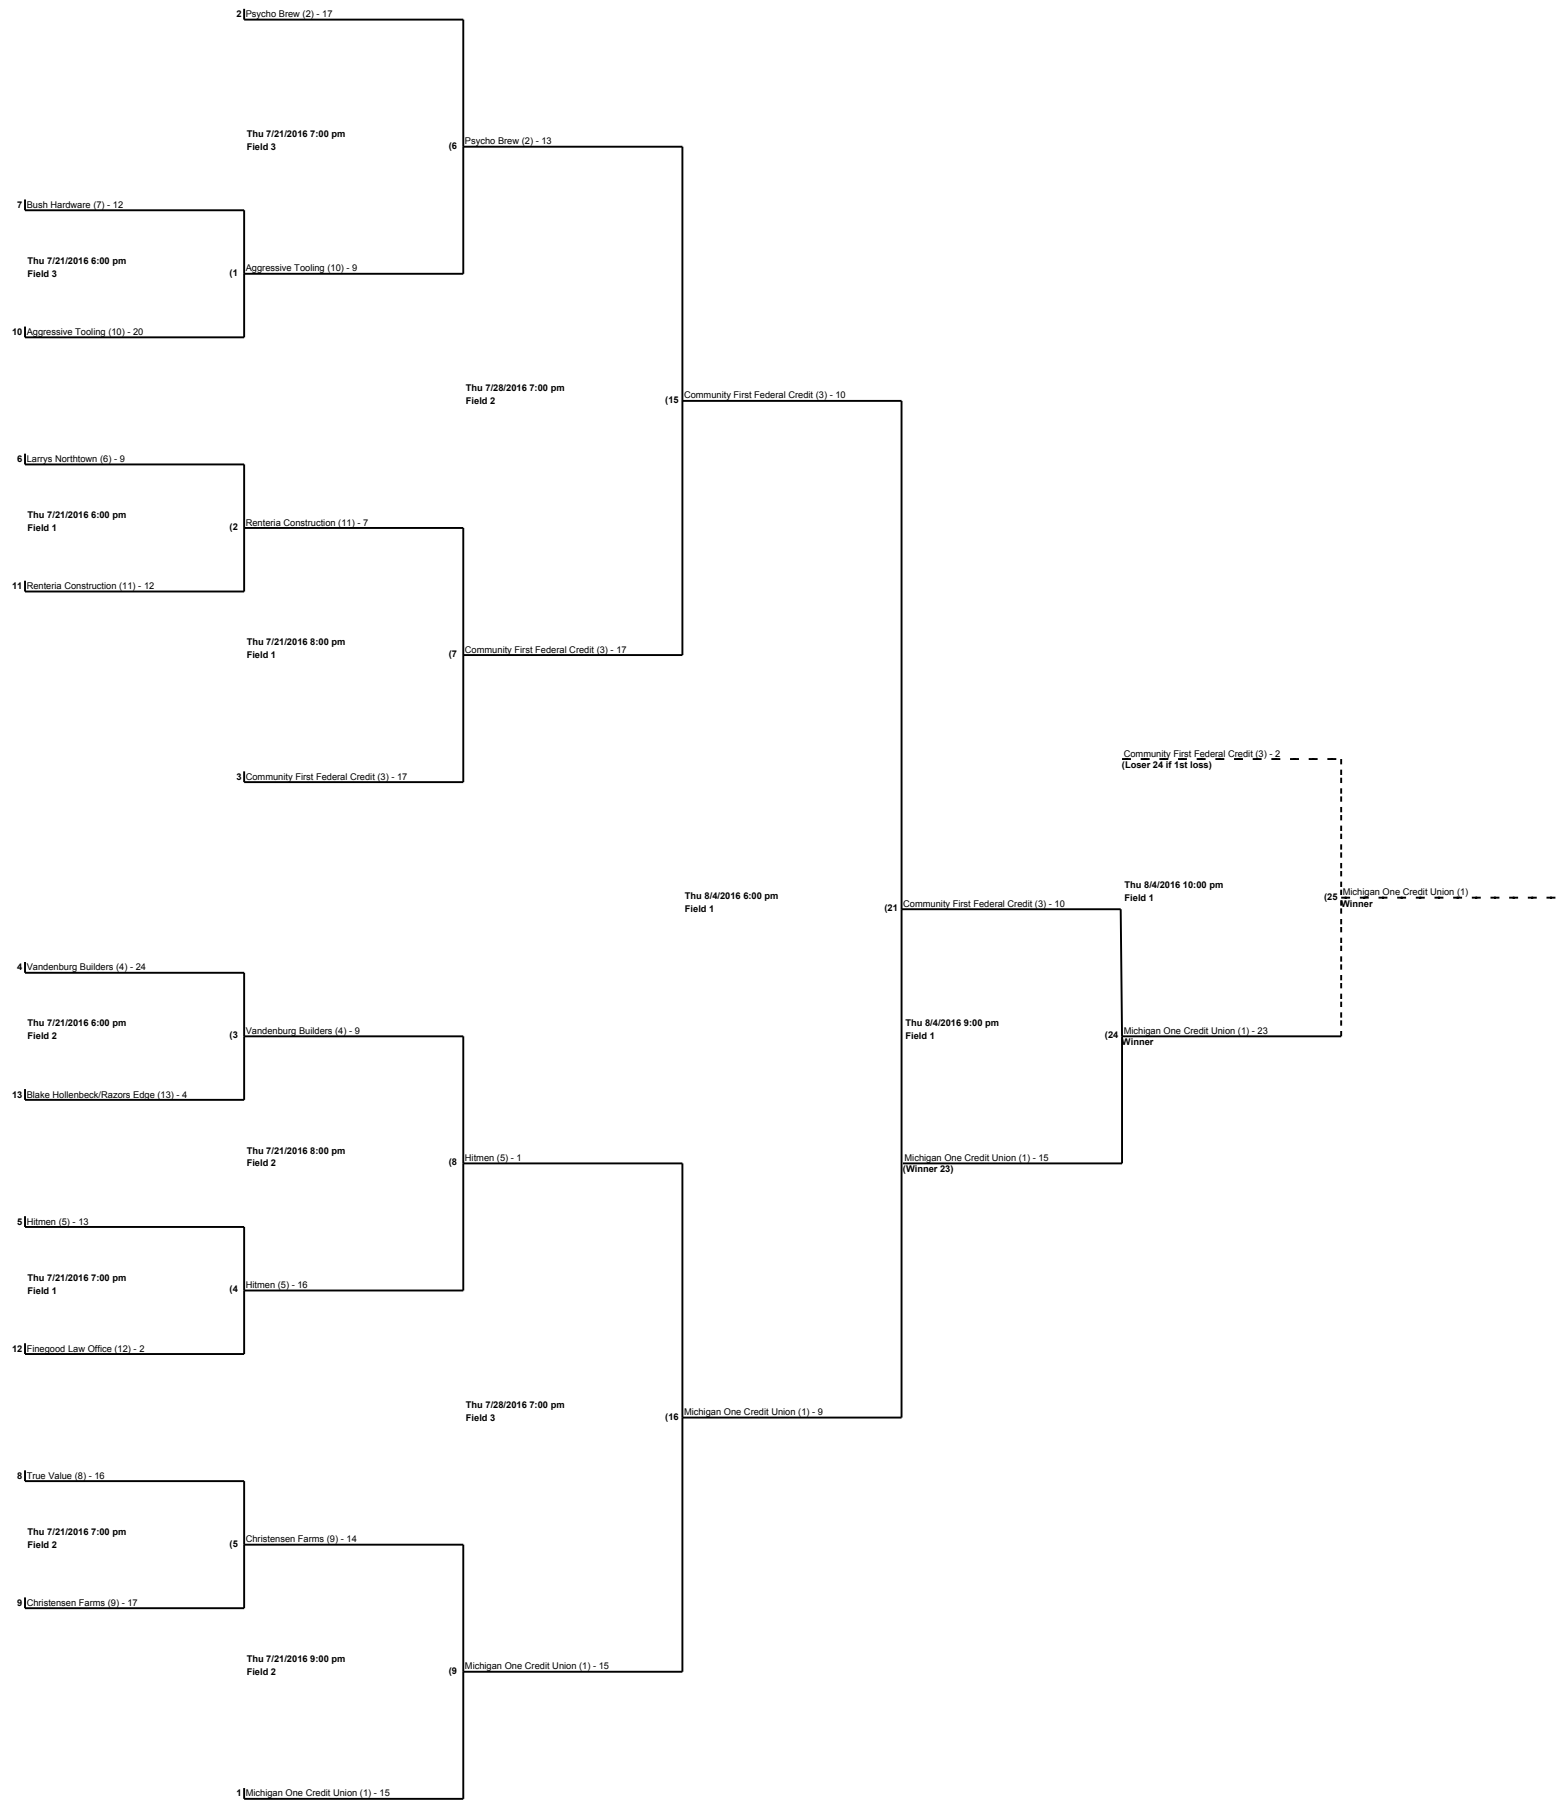 2 Psycho Brew (2) - 17
Thu 7/21/2016 7:00 pm
Field 3
(6 Psycho Brew (2) - 13
7 Bush Hardware (7) - 12
Thu 7/21/2016 6:00 pm
Field 3
(1 Aggressive Tooling (10) - 9
10 Aggressive Tooling (10) - 20
Thu 7/28/2016 7:00 pm
Field 2
(15 Community First Federal Credit (3) - 10
6 Larrys Northtown (6) - 9
Thu 7/21/2016 6:00 pm
Field 1
(2 Renteria Construction (11) - 7
11 Renteria Construction (11) - 12
Thu 7/21/2016 8:00 pm
Field 1
(7 Community First Federal Credit (3) - 17
3 Community First Federal Credit (3) - 17
Community First Federal Credit (3) - 2
(Loser 24 if 1st loss)
Thu 8/4/2016 6:00 pm
Field 1
(21 Community First Federal Credit (3) - 10
Thu 8/4/2016 10:00 pm
Field 1
(25 Michigan One Credit Union (1)
Winner
4 Vandenburg Builders (4) - 24
Thu 7/21/2016 6:00 pm
Field 2
(3 Vandenburg Builders (4) - 9
Thu 8/4/2016 9:00 pm
Field 1
(24 Michigan One Credit Union (1) - 23
Winner
13 Blake Hollenbeck/Razors Edge (13) - 4
Thu 7/21/2016 8:00 pm
Field 2
(8 Hitmen (5) - 1
Michigan One Credit Union (1) - 15
(Winner 23)
5 Hitmen (5) - 13
Thu 7/21/2016 7:00 pm
Field 1
(4 Hitmen (5) - 16
12 Finegood Law Office (12) - 2
Thu 7/28/2016 7:00 pm
Field 3
(16 Michigan One Credit Union (1) - 9
8 True Value (8) - 16
Thu 7/21/2016 7:00 pm
Field 2
(5 Christensen Farms (9) - 14
9 Christensen Farms (9) - 17
Thu 7/21/2016 9:00 pm
Field 2
(9 Michigan One Credit Union (1) - 15
1 Michigan One Credit Union (1) - 15